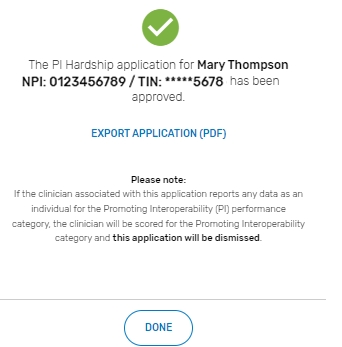 The PI Hardship application for Mary Thompson
NPI: 0123456789 / TIN: *****5678 has been
approved.
EXPORT APPLICATION (PDF)
Please note:
If the clinician associated with this application reports any data as an
individual for the Promoting Interoperability (PI) performance
category, the clinician will be scored for the Promoting Interoperability
category and this application will be dismissed.
DONE